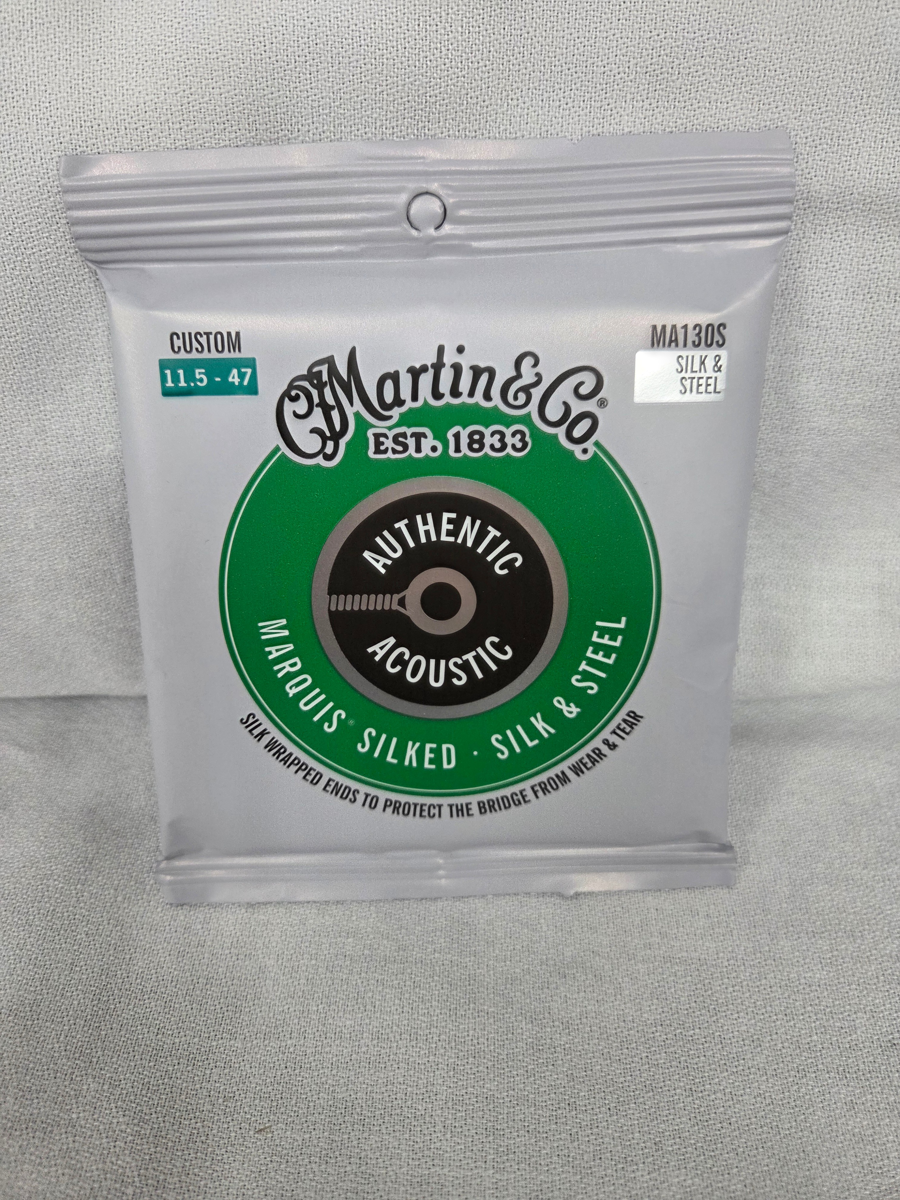 CUSTOM
11.5 - 47
MA130S
SILK &
STEEL
CFMartin & Co.®
EST. 1833
AUTHENTIC
ACOUSTIC
MARQUIS® SILKED · SILK & STEEL
SILK WRAPPED ENDS TO PROTECT THE BRIDGE FROM WEAR & TEAR